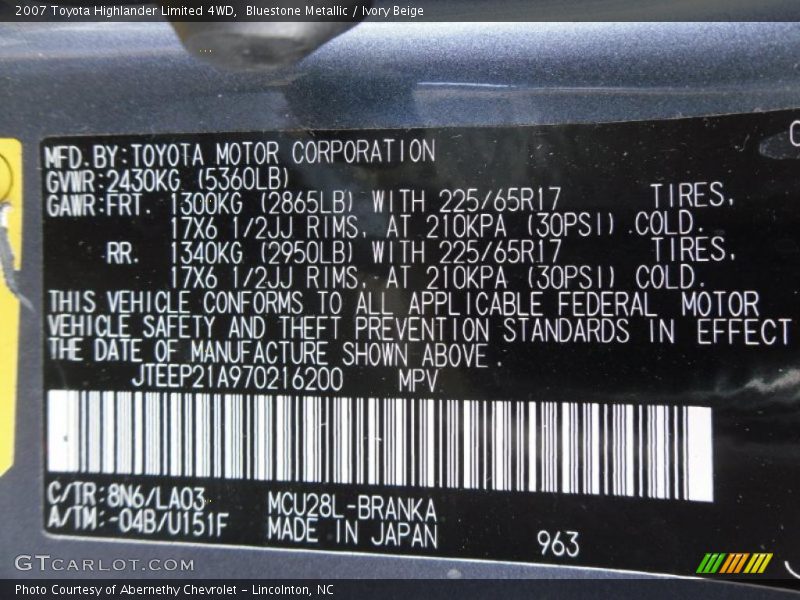 2007 Toyota Highlander Limited 4WD, Bluestone Metallic / Ivory Beige
MFD.BY:TOYOTA MOTOR CORPORATION
GVWR:2430KG (5360LB)
GAWR:FRT. 1300KG (2865LB) WITH 225/65R17 TIRES,
17X6 1/2JJ RIMS, AT 210KPA (30PSI) COLD.
RR. 1340KG (2950LB) WITH 225/65R17 TIRES,
17X6 1/2JJ RIMS, AT 210KPA (30PSI) COLD.
THIS VEHICLE CONFORMS TO ALL APPLICABLE FEDERAL MOTOR
VEHICLE SAFETY AND THEFT PREVENTION STANDARDS IN EFFECT
THE DATE OF MANUFACTURE SHOWN ABOVE.
JTEEP21A970216200 MPV
C/TR:8N6/LA03
A/TM:-04B/U151F
MCU28L-BRANKA
MADE IN JAPAN
963
GTCARLOT.COM
Photo Courtesy of Abernethy Chevrolet - Lincolnton, NC